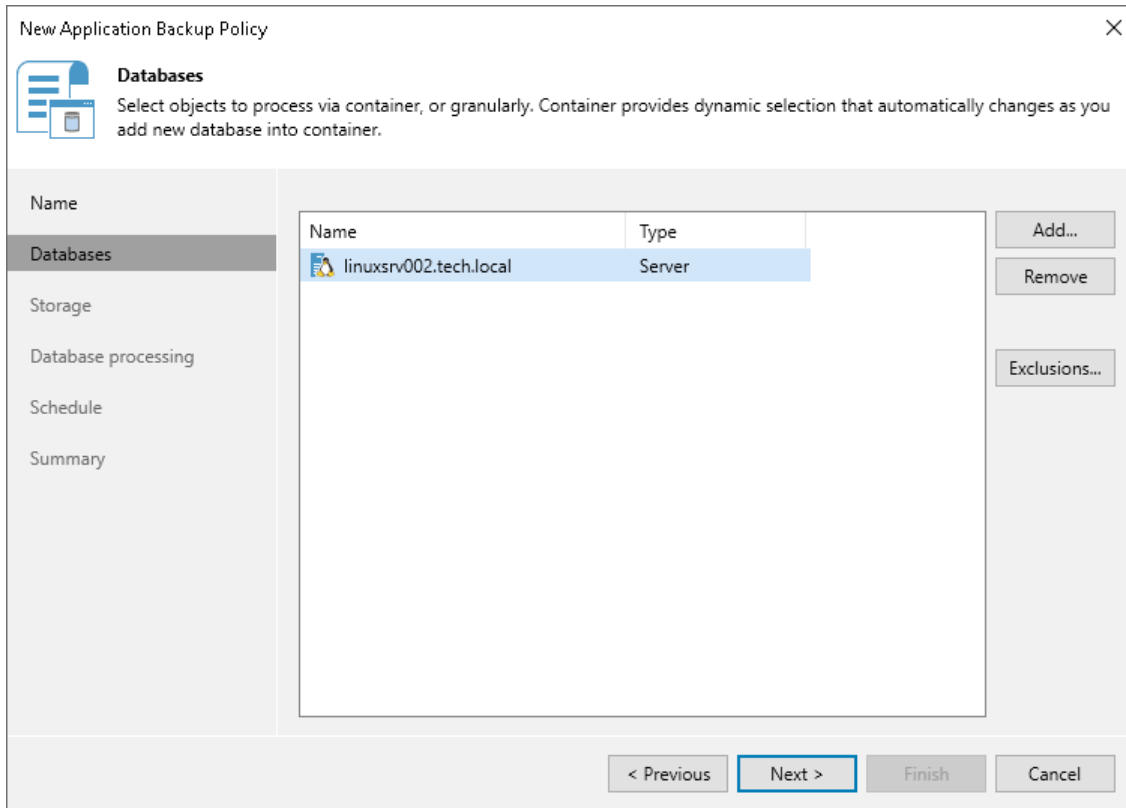 New Application Backup Policy
Databases
Select objects to process via container, or granularly. Container provides dynamic selection that automatically changes as you
add new database into container.
Name
Databases
Storage
Database processing
Schedule
Summary
Name Type
linuxsrv002.tech.local Server
Add...
Remove
Exclusions...
< Previous Next > Finish Cancel